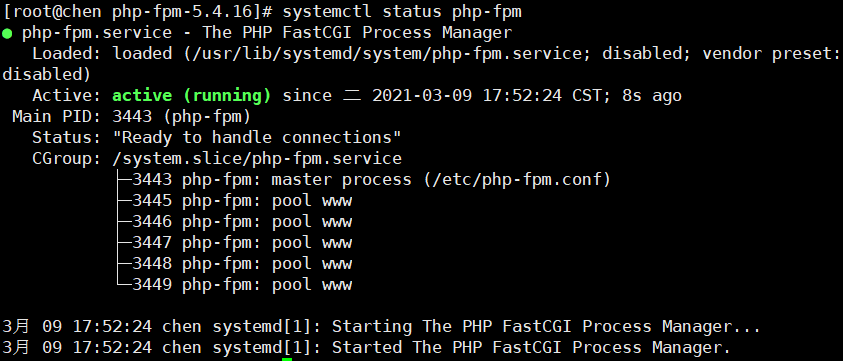 [root@chen php-fpm-5.4.16]# systemctl status php-fpm
● php-fpm.service - The PHP FastCGI Process Manager
   Loaded: loaded (/usr/lib/systemd/system/php-fpm.service; disabled; vendor preset:
disabled)
   Active: active (running) since 二 2021-03-09 17:52:24 CST; 8s ago
 Main PID: 3443 (php-fpm)
   Status: "Ready to handle connections"
   CGroup: /system.slice/php-fpm.service
           ├─3443 php-fpm: master process (/etc/php-fpm.conf)
           ├─3445 php-fpm: pool www
           ├─3446 php-fpm: pool www
           ├─3447 php-fpm: pool www
           ├─3448 php-fpm: pool www
           └─3449 php-fpm: pool www

3月 09 17:52:24 chen systemd[1]: Starting The PHP FastCGI Process Manager...
3月 09 17:52:24 chen systemd[1]: Started The PHP FastCGI Process Manager.